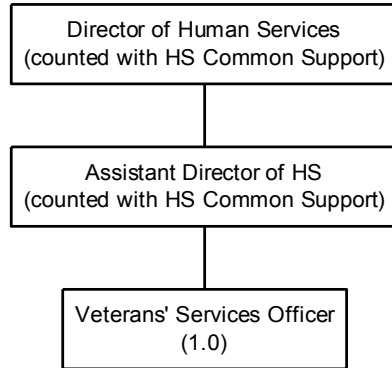 Director of Human Services
(counted with HS Common Support)
Assistant Director of HS
(counted with HS Common Support)
Veterans' Services Officer
(1.0)